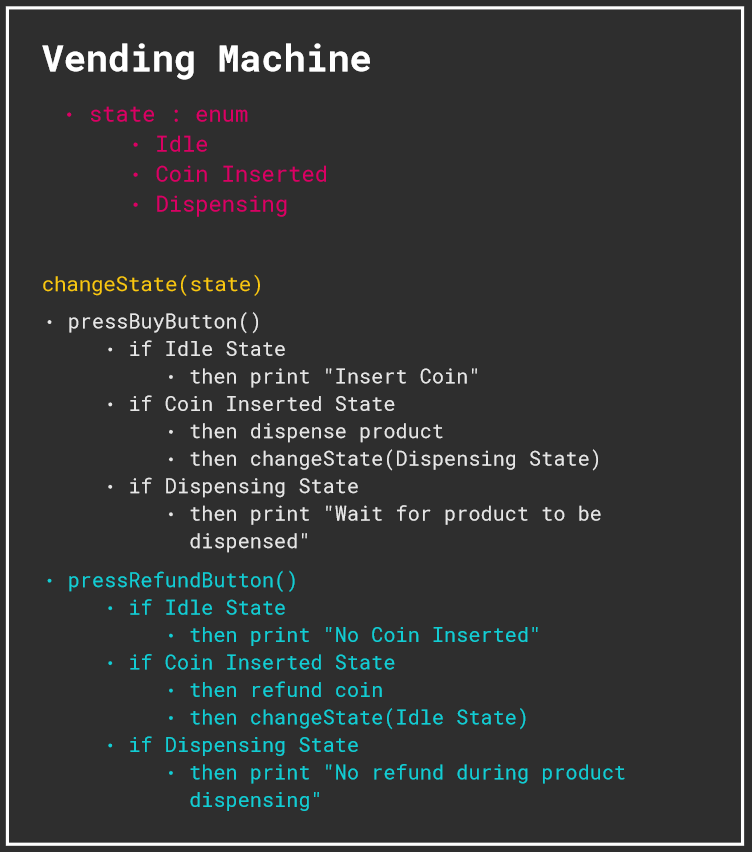 Vending Machine
• state : enum
• Idle
• Coin Inserted
• Dispensing
changeState(state)
• pressBuyButton()
• if Idle State
• then print "Insert Coin"
• if Coin Inserted State
• then dispense product
• then changeState(Dispensing State)
• if Dispensing State
• then print "Wait for product to be
dispensed"
• pressRefundButton()
• if Idle State
• then print "No Coin Inserted"
• if Coin Inserted State
• then refund coin
• then changeState(Idle State)
• if Dispensing State
• then print "No refund during product
dispensing"